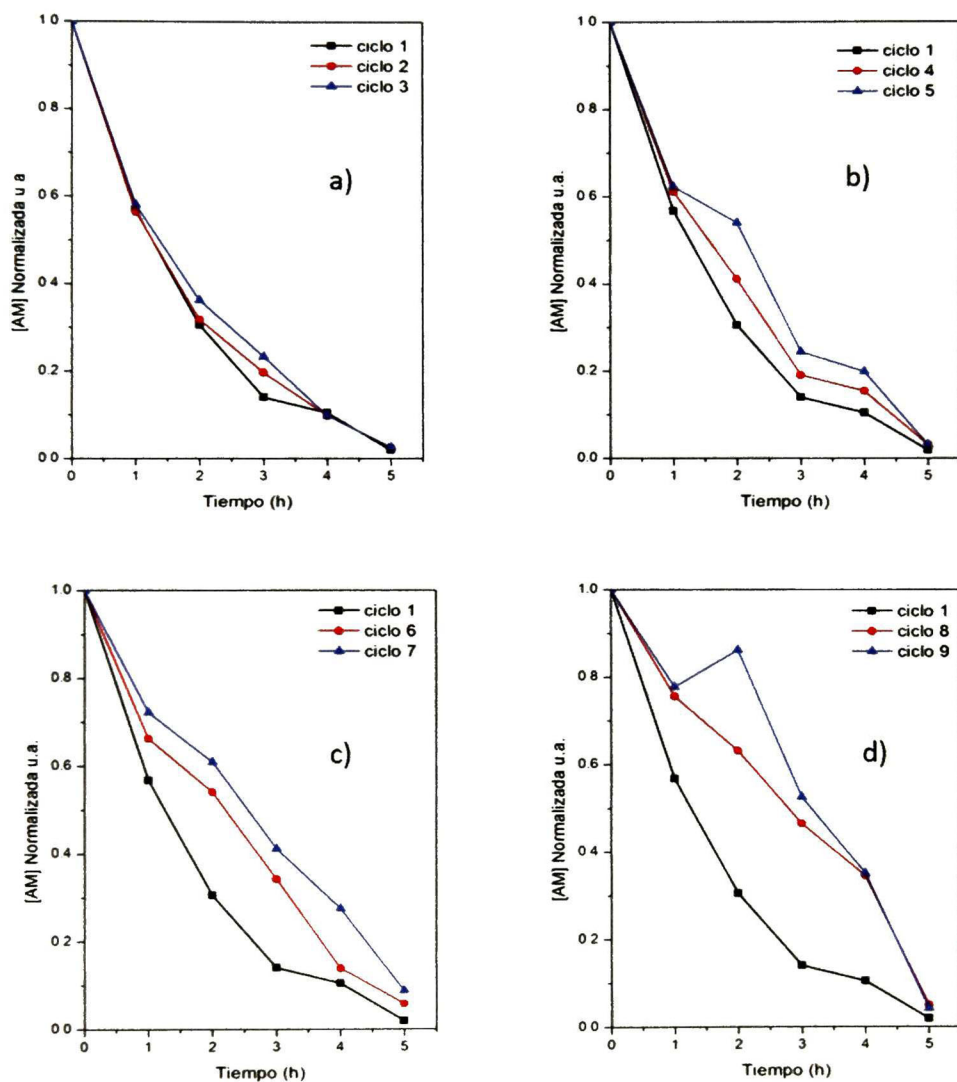 1.0
0.8
0.6
0.4
0.2
0.0
0
1
2
3
4
5
[AM] Normalizada u a
Tiempo (h)
ciclo 1
ciclo 2
ciclo 3
a)
1.0
0.8
0.6
0.4
0.2
0.0
0
1
2
3
4
5
[AM] Normalizada u.a.
Tiempo (h)
ciclo 1
ciclo 4
ciclo 5
b)
1.0
0.8
0.6
0.4
0.2
0.0
0
1
2
3
4
5
[AM] Normalizada u.a.
Tiempo (h)
ciclo 1
ciclo 6
ciclo 7
c)
1.0
0.8
0.6
0.4
0.2
0.0
0
1
2
3
4
5
[AM] Normalizada u.a.
Tiempo (h)
ciclo 1
ciclo 8
ciclo 9
d)